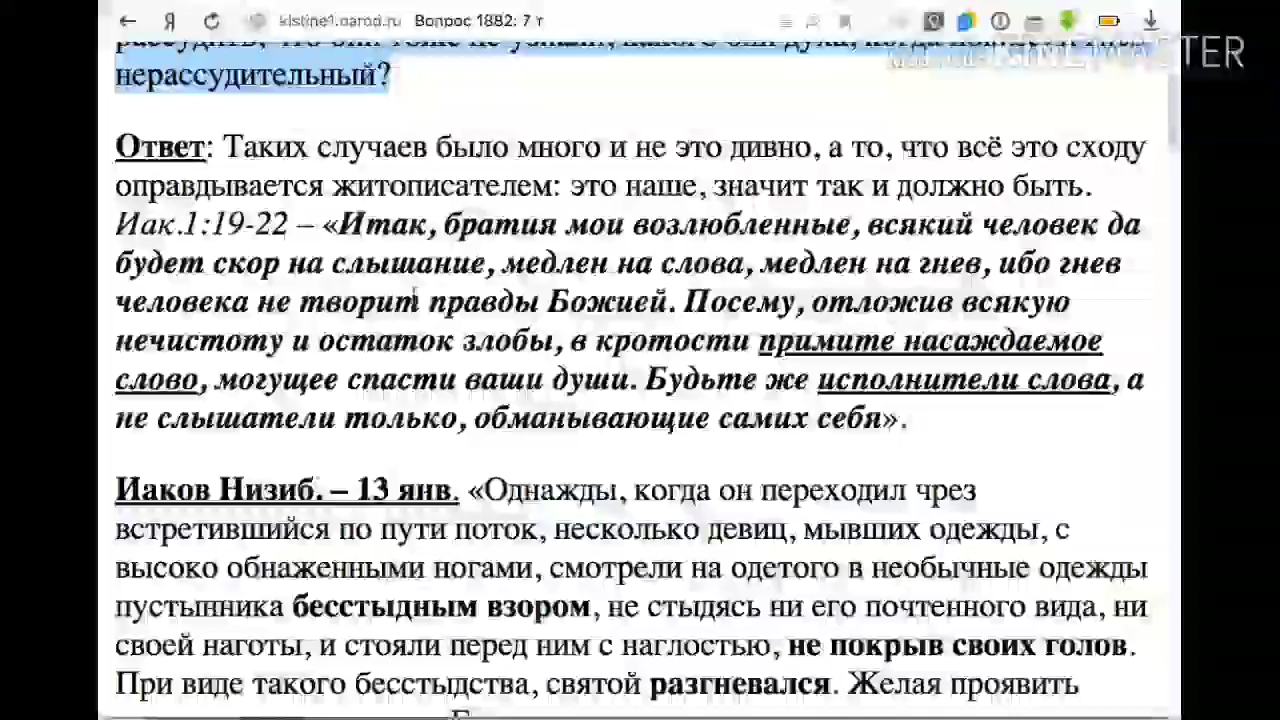 kistine1.narod.ru Вопрос 1882: 7 т
нерассудительный?
Ответ: Таких случаев было много и не это дивно, а то, что всё это сходу
оправдывается житописателем: это наше, значит так и должно быть.
Иак.1:19-22 – «Итак, братия мои возлюбленные, всякий человек да
будет скор на слышание, медлен на слова, медлен на гнев, ибо гнев
человека не творит правды Божией. Посему, отложив всякую
нечистоту и остаток злобы, в кротости примите насаждаемое
слово, могущее спасти ваши души. Будьте же исполнители слова, а
не слышатели только, обманывающие самих себя».
Иаков Низиб. – 13 янв. «Однажды, когда он переходил чрез
встретившийся по пути поток, несколько девиц, мывших одежды, с
высоко обнаженными ногами, смотрели на одетого в необычные одежды
пустынника бесстыдным взором, не стыдясь ни его почтенного вида, ни
своей наготы, и стояли перед ним с наглостью, не покрыв своих голов.
При виде такого бесстыдства, святой разгневался. Желая проявить